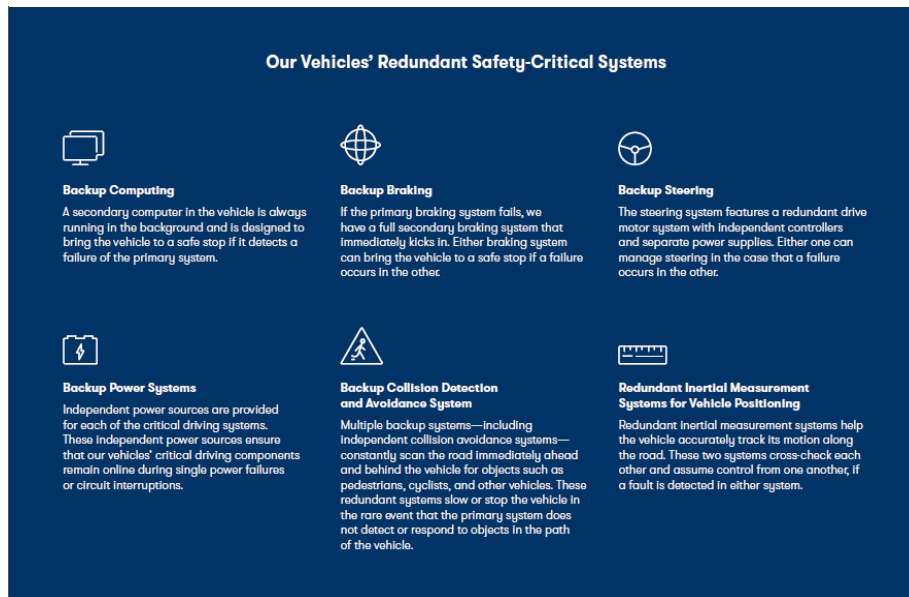 Our Vehicles' Redundant Safety-Critical Systems
Backup Computing
A secondary computer in the vehicle is always
running in the background and is designed to
bring the vehicle to a safe stop if it detects a
failure of the primary system.
Backup Braking
If the primary braking system fails, we
have a full secondary braking system that
immediately kicks in. Either braking system
can bring the vehicle to a safe stop if a failure
occurs in the other.
Backup Steering
The steering system features a redundant drive
motor system with independent controllers
and separate power supplies. Either one can
manage steering in the case that a failure
occurs in the other.
Backup Power Systems
Independent power sources are provided
for each of the critical driving systems.
These independent power sources ensure
that our vehicles' critical driving components
remain online during single power failures
or circuit interruptions.
Backup Collision Detection
and Avoidance System
Multiple backup systems—including
independent collision avoidance systems—
constantly scan the road immediately ahead
and behind the vehicle for objects such as
pedestrians, cyclists, and other vehicles. These
redundant systems slow or stop the vehicle in
the rare event that the primary system does
not detect or respond to objects in the path
of the vehicle.
Redundant Inertial Measurement
Systems for Vehicle Positioning
Redundant inertial measurement systems help
the vehicle accurately track its motion along
the road. These two systems cross-check each
other and assume control from one another, if
a fault is detected in either system.